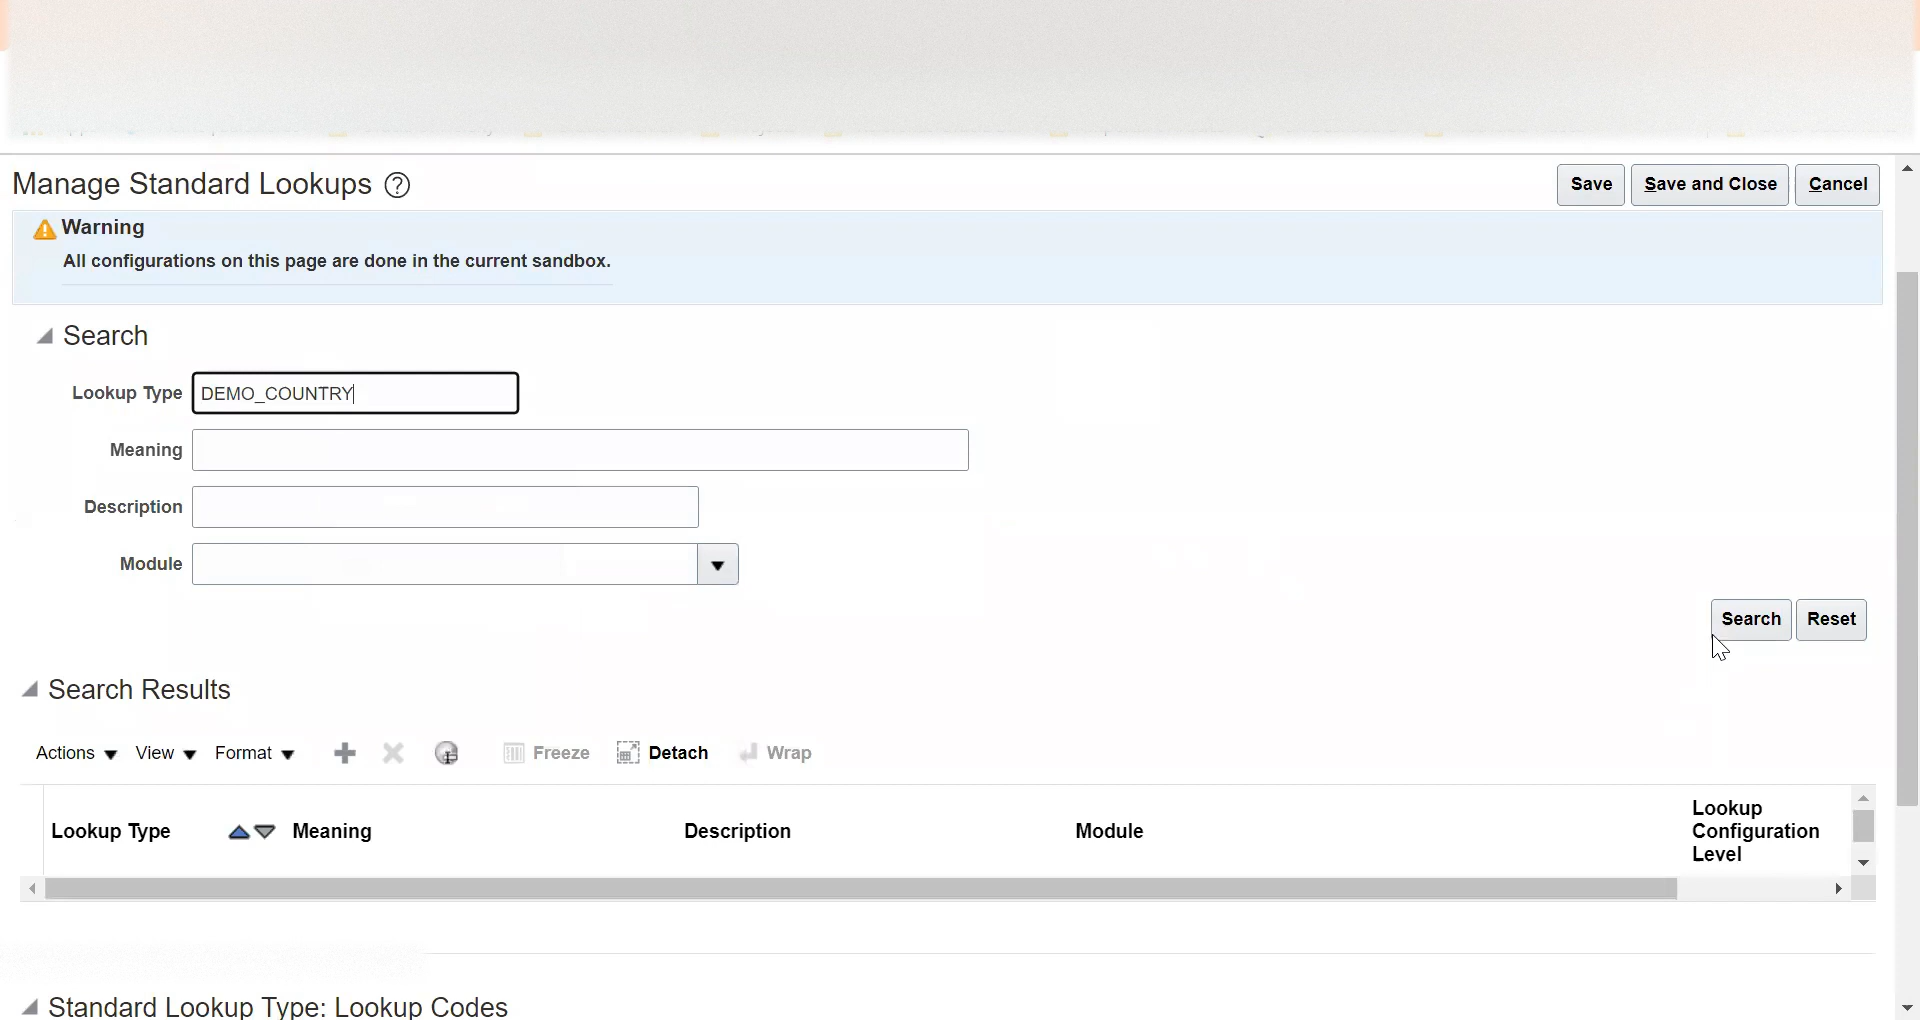 Manage Standard Lookups ?
Save Save and Close Cancel
Warning
All configurations on this page are done in the current sandbox.
Search
Lookup Type DEMO_COUNTRY
Meaning
Description
Module
Search Reset
Search Results
Actions View Format Freeze Detach Wrap
Lookup Type Meaning Description Module Lookup Configuration Level
Standard Lookup Type: Lookup Codes